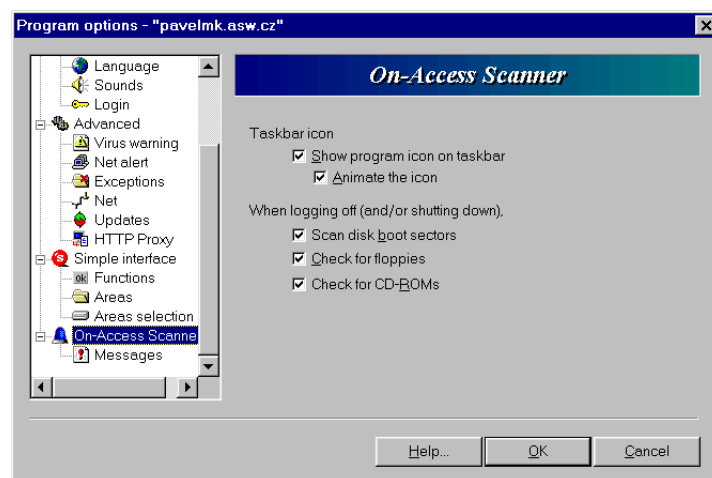 Program options - "pavelmk.asw.cz"
Language
Sounds
Login
Advanced
Virus warning
Net alert
Exceptions
Net
Updates
HTTP Proxy
Simple interface
ok Functions
Areas
Areas selection
On-Access Scanne
Messages
On-Access Scanner
Taskbar icon
Show program icon on taskbar
Animate the icon
When logging off (and/or shutting down),
Scan disk boot sectors
Check for floppies
Check for CD-ROMs
Help...
OK
Cancel